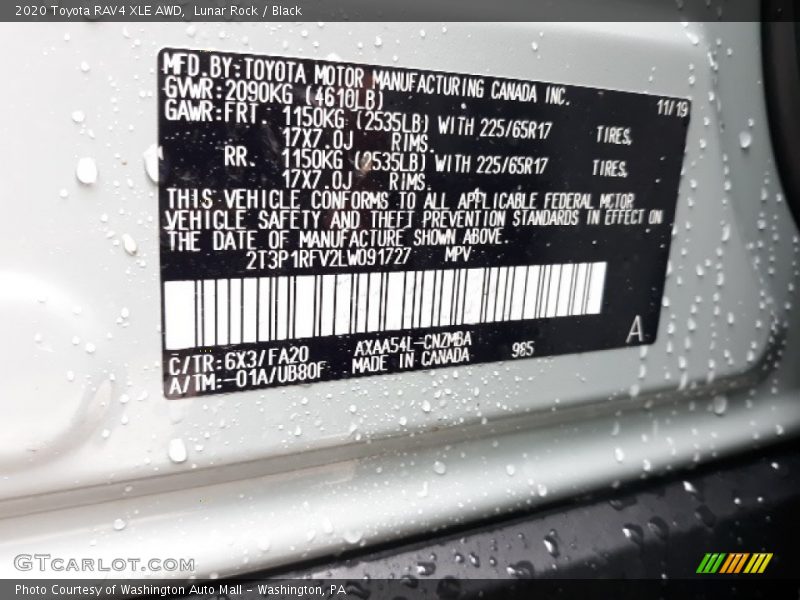 2020 Toyota RAV4 XLE AWD, Lunar Rock / Black
MFD. BY: TOYOTA MOTOR MANUFACTURING CANADA INC.
GVWR: 2090KG (4610LB) 11/19
GAWR: FRT. 1150KG (2535LB) WITH 225/65R17 TIRES,
17X7.0J RIMS.
RR. 1150KG (2535LB) WITH 225/65R17 TIRES,
17X7.0J RIMS.
THIS VEHICLE CONFORMS TO ALL APPLICABLE FEDERAL MOTOR
VEHICLE SAFETY AND THEFT PREVENTION STANDARDS IN EFFECT ON
THE DATE OF MANUFACTURE SHOWN ABOVE.
2T3P1RFV2LW091727 MPV
C/TR: 6X3/FA20 AXAA54L-CNZMBA 985 A
A/TM: -01A/UB80F MADE IN CANADA
GTCARLOT.COM
Photo Courtesy of Washington Auto Mall - Washington, PA